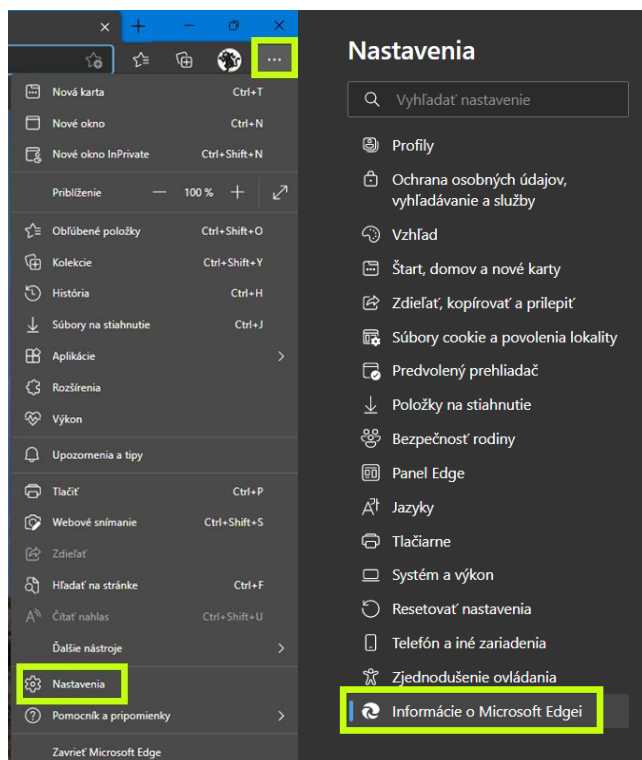 Nová karta Ctrl+T
Nové okno Ctrl+N
Nové okno InPrivate Ctrl+Shift+N
Priblíženie — 100 % +
Obľúbené položky Ctrl+Shift+O
Kolekcie Ctrl+Shift+Y
História Ctrl+H
Súbory na stiahnutie Ctrl+J
Aplikácie
Rozšírenia
Výkon
Upozornenia a tipy
Tlačiť Ctrl+P
Webové snímanie Ctrl+Shift+S
Zdieľať
Hľadať na stránke Ctrl+F
Čítať nahlas Ctrl+Shift+U
Ďalšie nástroje
Nastavenia
Pomocník a pripomienky
Zavrieť Microsoft Edge
Nastavenia
Vyhľadať nastavenie
Profily
Ochrana osobných údajov,
vyhľadávanie a služby
Vzhľad
Štart, domov a nové karty
Zdieľať, kopírovať a prilepiť
Súbory cookie a povolenia lokality
Predvolený prehliadač
Položky na stiahnutie
Bezpečnosť rodiny
Panel Edge
Jazyky
Tlačiarne
Systém a výkon
Resetovať nastavenia
Telefón a iné zariadenia
Zjednodušenie ovládania
Informácie o Microsoft Edgei